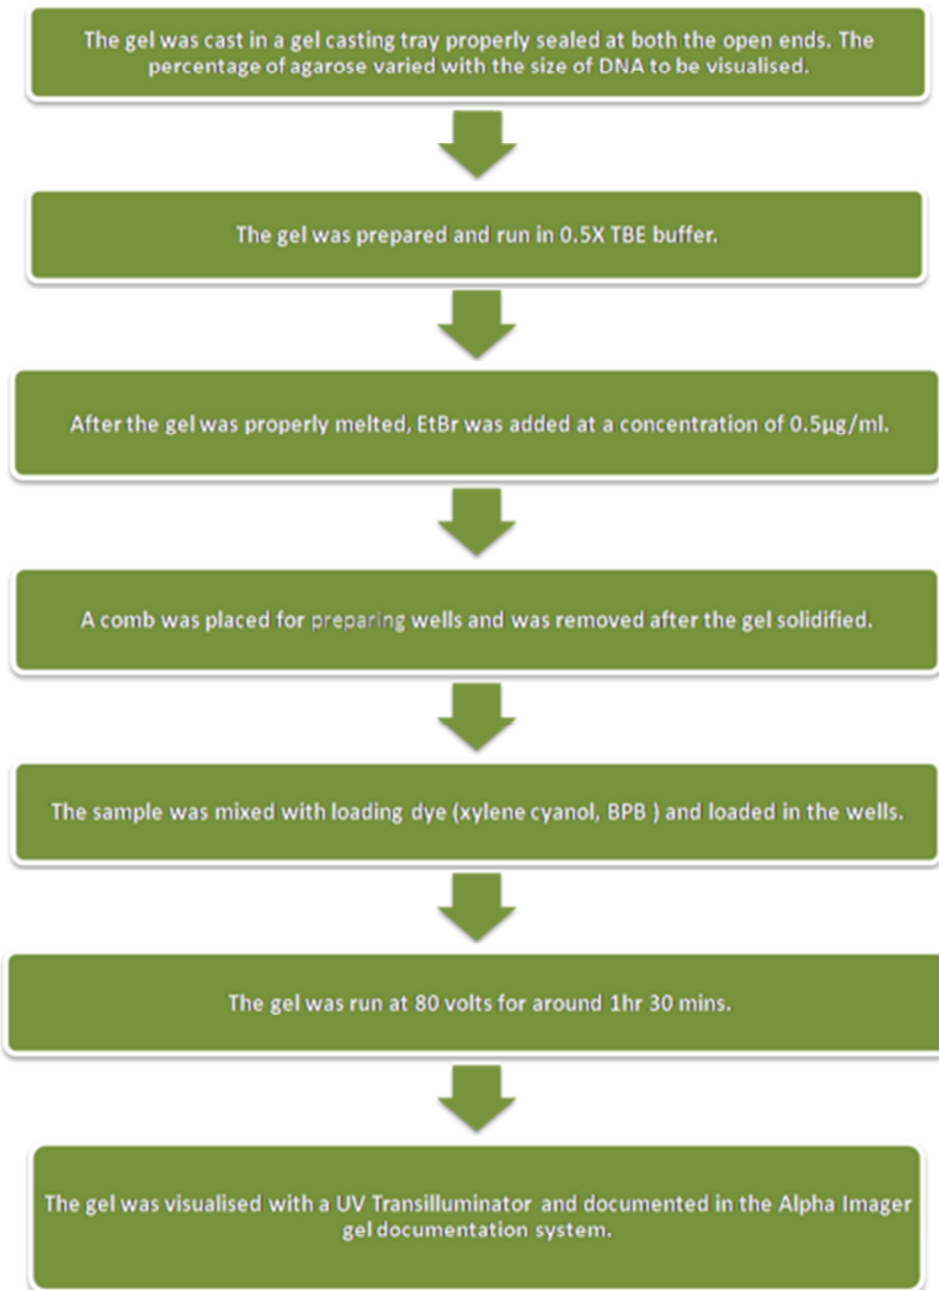 The gel was cast in a gel casting tray properly sealed at both the open ends. The
percentage of agarose varied with the size of DNA to be visualised.
The gel was prepared and run in 0.5X TBE buffer.
After the gel was properly melted, EtBr was added at a concentration of 0.5µg/ml.
A comb was placed for preparing wells and was removed after the gel solidified.
The sample was mixed with loading dye (xylene cyanol, BPB ) and loaded in the wells.
The gel was run at 80 volts for around 1hr 30 mins.
The gel was visualised with a UV Transilluminator and documented in the Alpha Imager
gel documentation system.